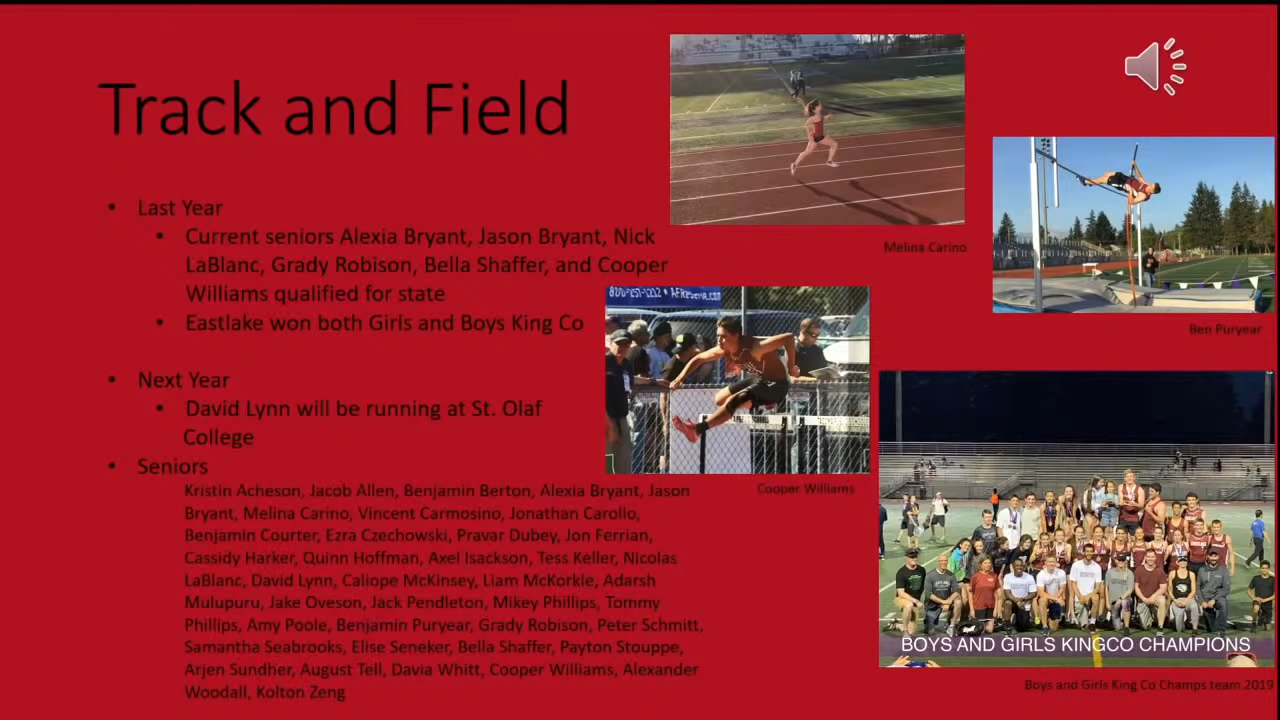 Track and Field
• Last Year
• Current seniors Alexia Bryant, Jason Bryant, Nick
LaBlanc, Grady Robison, Bella Shaffer, and Cooper
Williams qualified for state
• Eastlake won both Girls and Boys King Co
• Next Year
• David Lynn will be running at St. Olaf
College
• Seniors
Kristin Acheson, Jacob Allen, Benjamin Berton, Alexia Bryant, Jason
Bryant, Melina Carino, Vincent Carmosino, Jonathan Carollo,
Benjamin Courter, Ezra Czechowski, Pravar Dubey, Jon Ferrian,
Cassidy Harker, Quinn Hoffman, Axel Isackson, Tess Keller, Nicolas
LaBlanc, David Lynn, Caliope McKinsey, Liam McKorkle, Adarsh
Mulupuru, Jake Oveson, Jack Pendleton, Mikey Phillips, Tommy
Phillips, Amy Poole, Benjamin Puryear, Grady Robison, Peter Schmitt,
Samantha Seabrooks, Elise Seneker, Bella Shaffer, Payton Stouppe,
Arjen Sundher, August Tell, Davia Whitt, Cooper Williams, Alexander
Woodall, Kolton Zeng
Melina Carino
Ben Puryear
Cooper Williams
BOYS AND GIRLS KINGCO CHAMPIONS
Boys and Girls King Co Champs team 2019